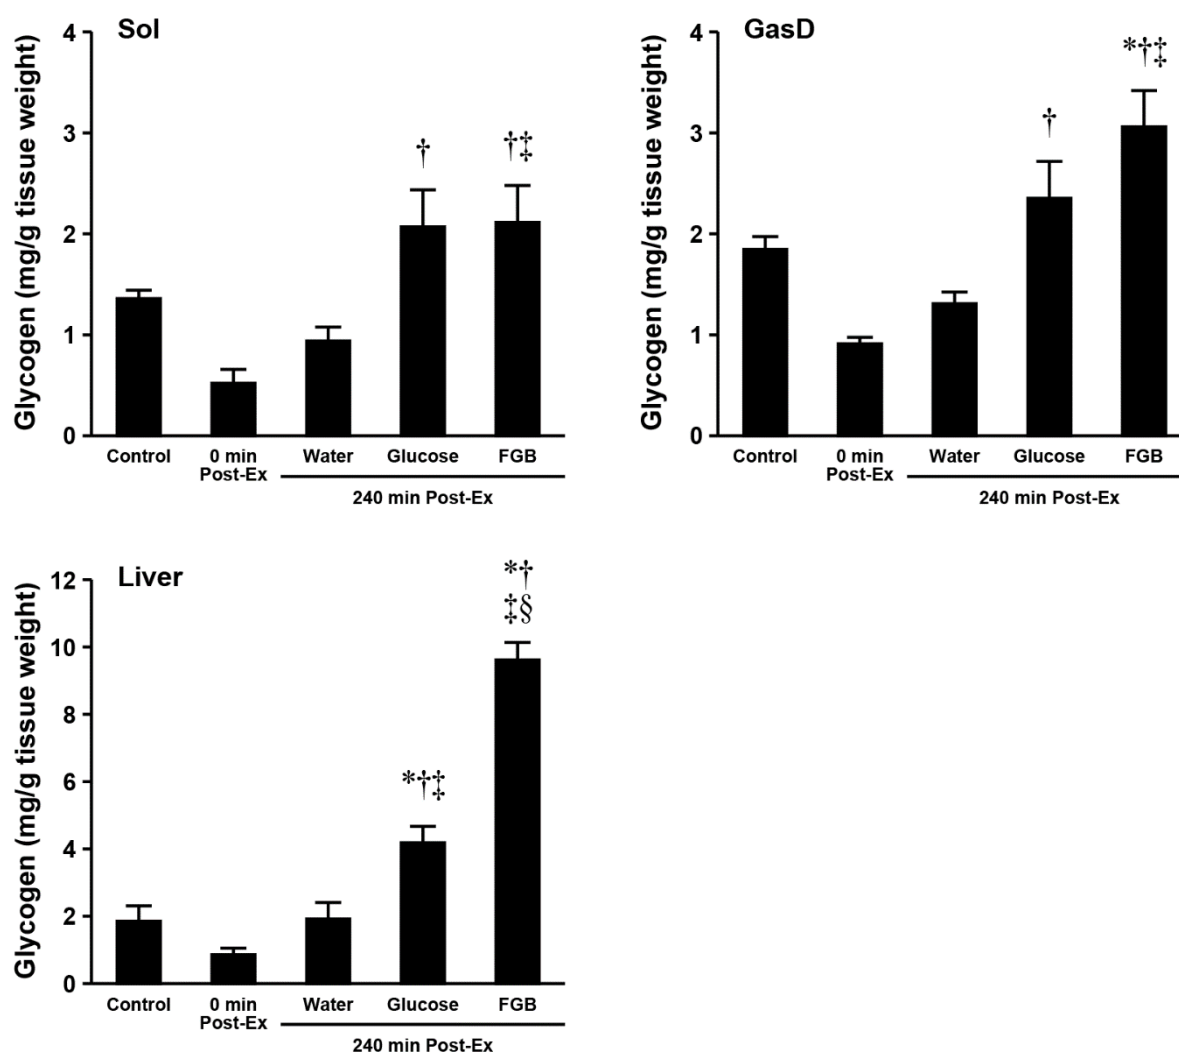 Sol
Glycogen (mg/g tissue weight)
4
3
2
1
0
†
†‡
Control
0 min
Post-Ex
Water
Glucose
FGB
240 min Post-Ex
GasD
Glycogen (mg/g tissue weight)
4
3
2
1
0
†
*†‡
Control
0 min
Post-Ex
Water
Glucose
FGB
240 min Post-Ex
Liver
Glycogen (mg/g tissue weight)
12
10
8
6
4
2
0
*†‡
*†
‡§
Control
0 min
Post-Ex
Water
Glucose
FGB
240 min Post-Ex